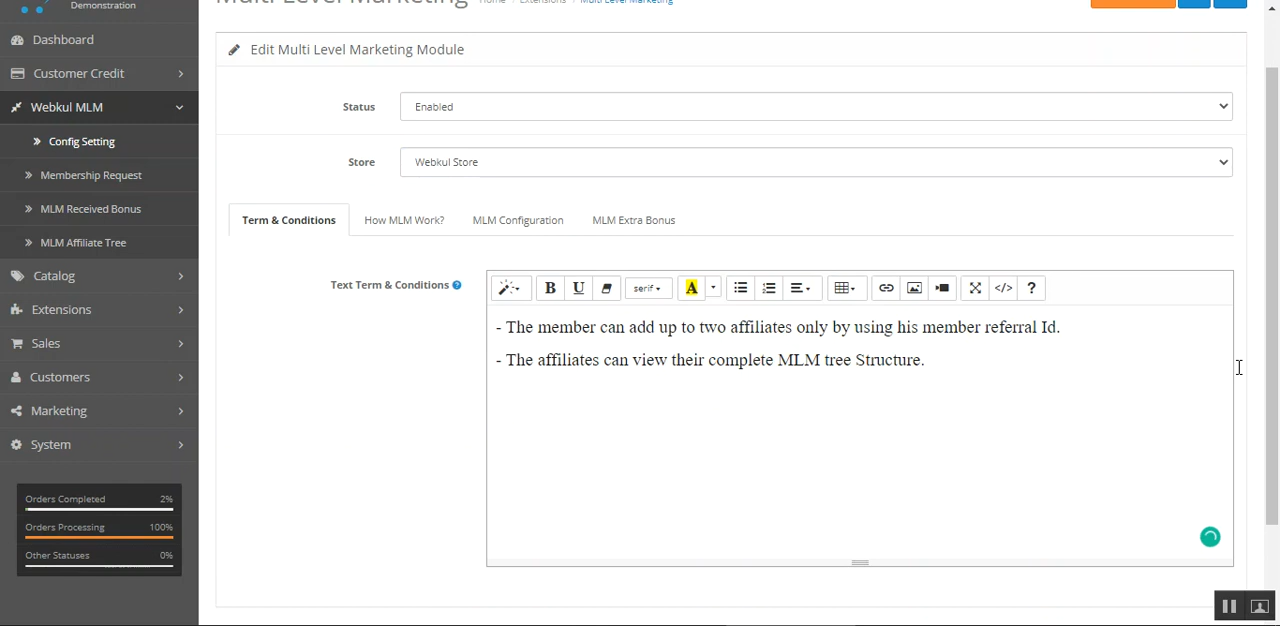 Demonstration
Multi Level Marketing
Home / Extensions / Multi Level Marketing
Dashboard
Customer Credit
Webkul MLM
Config Setting
Membership Request
MLM Received Bonus
MLM Affiliate Tree
Catalog
Extensions
Sales
Customers
Marketing
System
Orders Completed 2%
Orders Processing 100%
Other Statuses 0%
Edit Multi Level Marketing Module
Status Enabled
Store Webkul Store
Term & Conditions How MLM Work? MLM Configuration MLM Extra Bonus
Text Term & Conditions ?
B U serif A </> ?
- The member can add up to two affiliates only by using his member referral Id.
- The affiliates can view their complete MLM tree Structure.